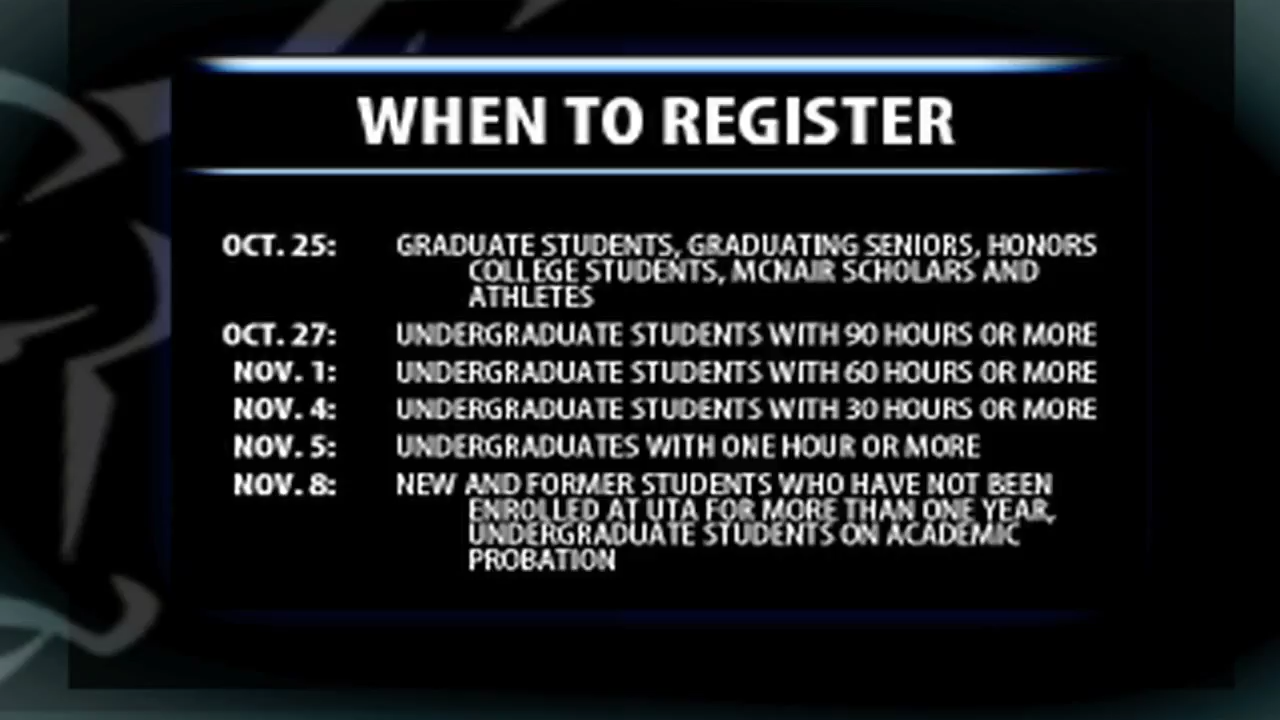 WHEN TO REGISTER
OCT. 25: GRADUATE STUDENTS, GRADUATING SENIORS, HONORS
COLLEGE STUDENTS, MCNAIR SCHOLARS AND
ATHLETES
OCT. 27: UNDERGRADUATE STUDENTS WITH 90 HOURS OR MORE
NOV. 1: UNDERGRADUATE STUDENTS WITH 60 HOURS OR MORE
NOV. 4: UNDERGRADUATE STUDENTS WITH 30 HOURS OR MORE
NOV. 5: UNDERGRADUATES WITH ONE HOUR OR MORE
NOV. 8: NEW AND FORMER STUDENTS WHO HAVE NOT BEEN
ENROLLED AT UTA FOR MORE THAN ONE YEAR,
UNDERGRADUATE STUDENTS ON ACADEMIC
PROBATION